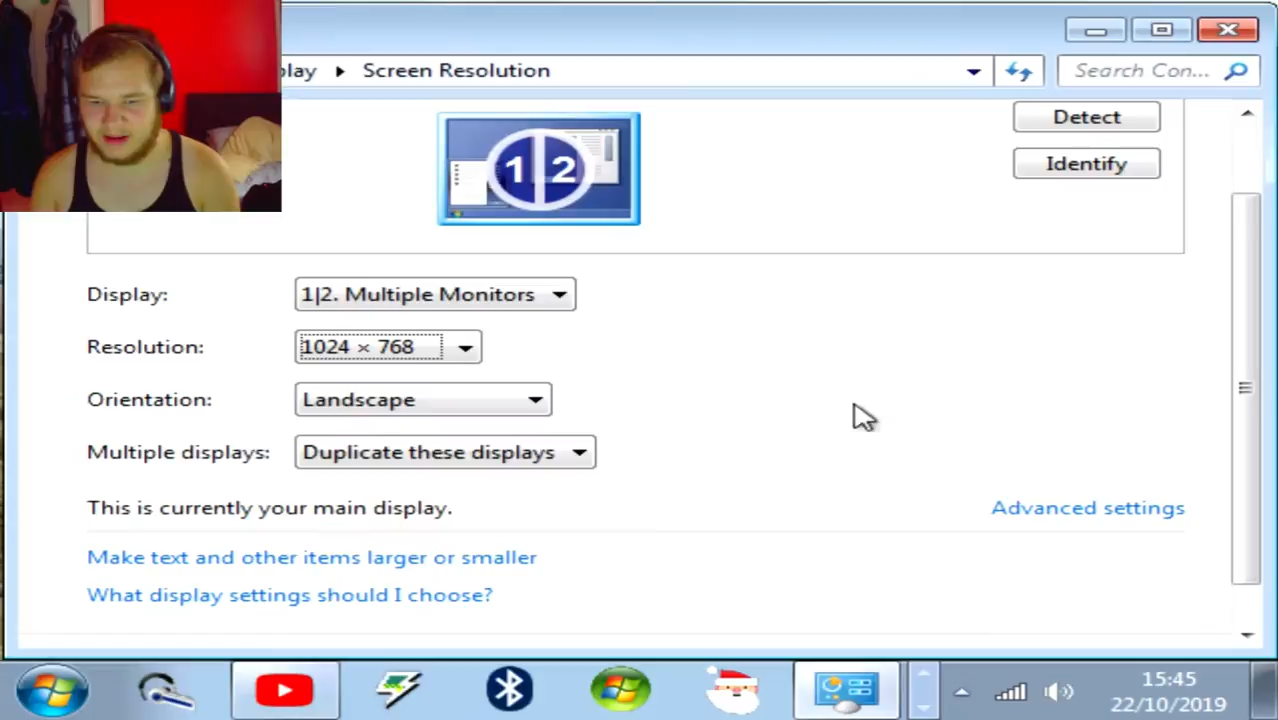 lay ▶ Screen Resolution
Search Con...
Detect
1 2
Identify
Display: 1|2. Multiple Monitors
Resolution: 1024 × 768
Orientation: Landscape
Multiple displays: Duplicate these displays
This is currently your main display.
Advanced settings
Make text and other items larger or smaller
What display settings should I choose?
15:45
22/10/2019